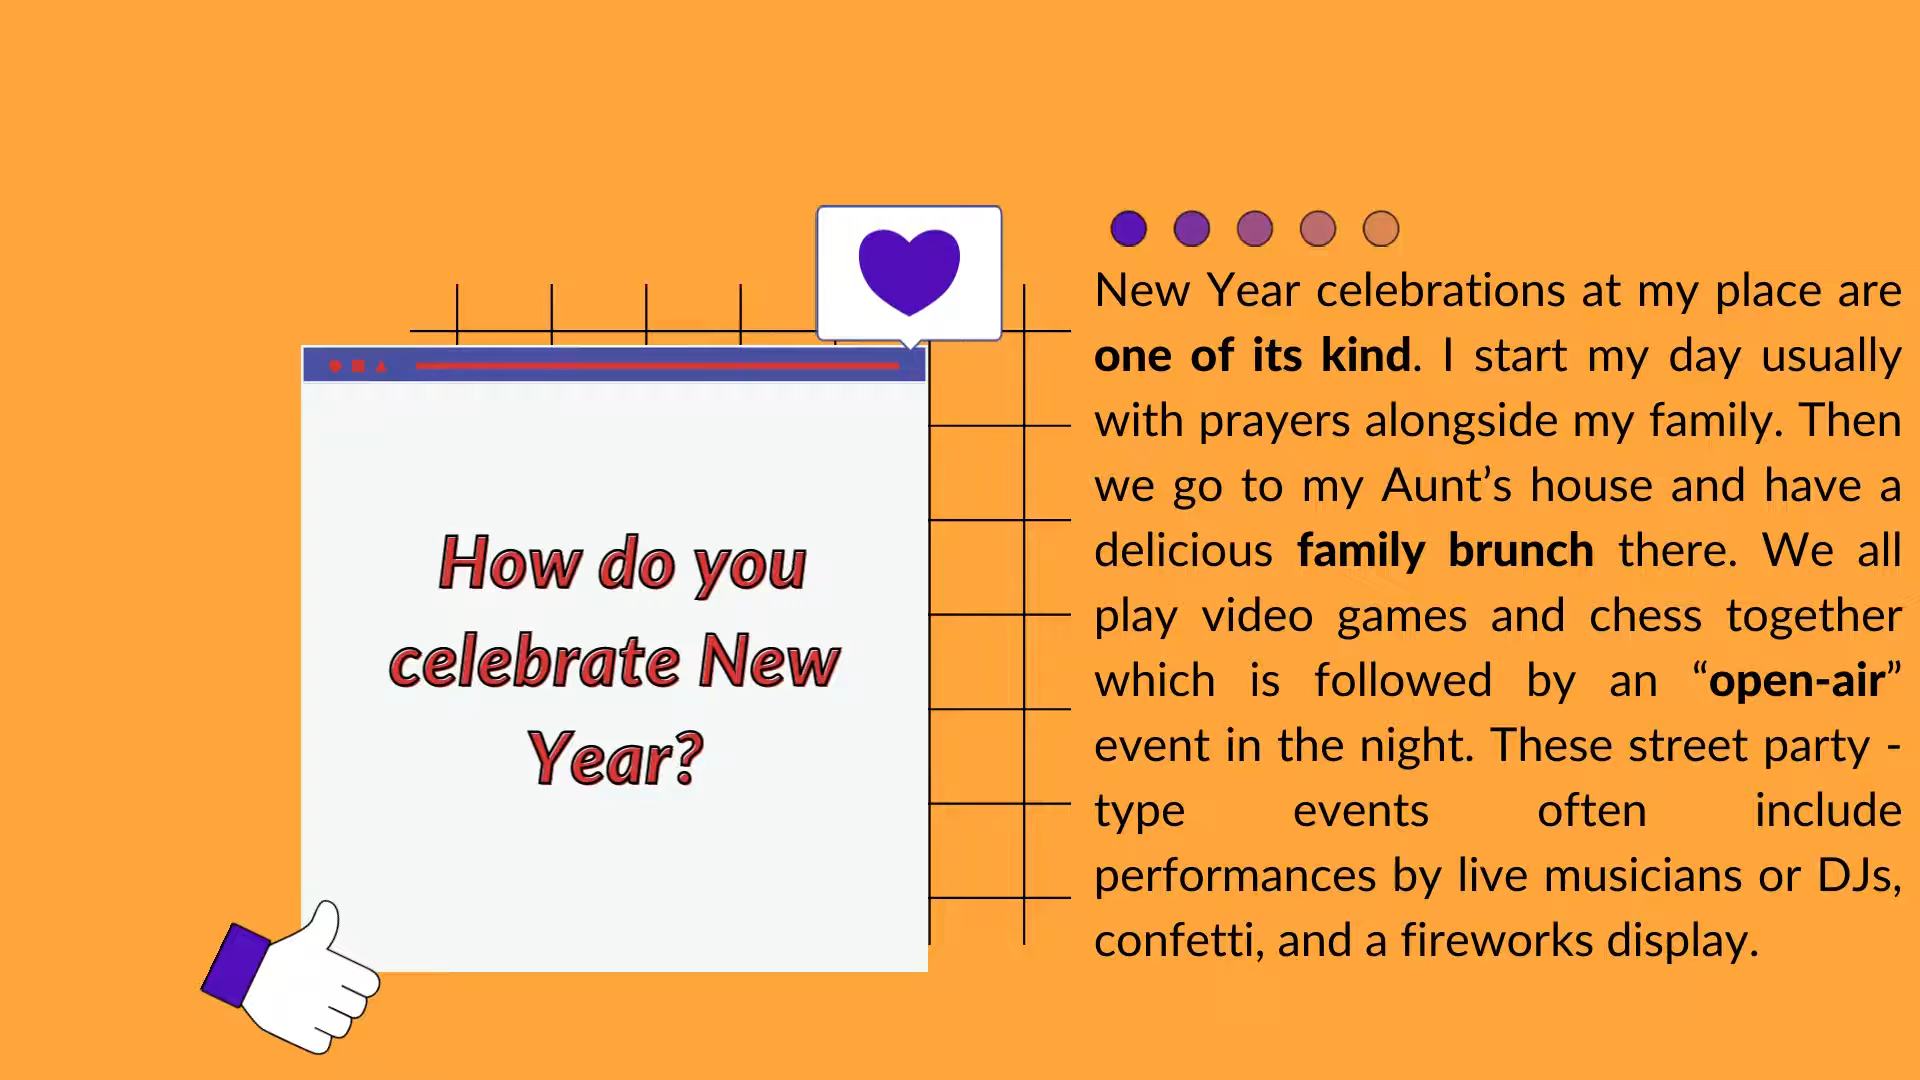 How do you
celebrate New
Year?
New Year celebrations at my place are
one of its kind. I start my day usually
with prayers alongside my family. Then
we go to my Aunt’s house and have a
delicious family brunch there. We all
play video games and chess together
which is followed by an “open-air”
event in the night. These street party -
type events often include
performances by live musicians or DJs,
confetti, and a fireworks display.